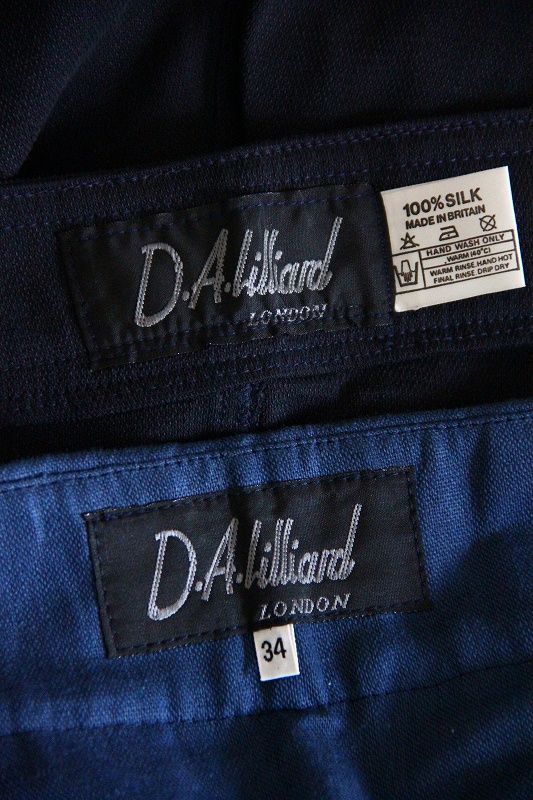 D.A.Lilliard
LONDON
100% SILK
MADE IN BRITAIN
HAND WASH ONLY
WARM (40°C)
WARM RINSE. HAND HOT
FINAL RINSE. DRIP DRY
D.A.Lilliard
LONDON
34